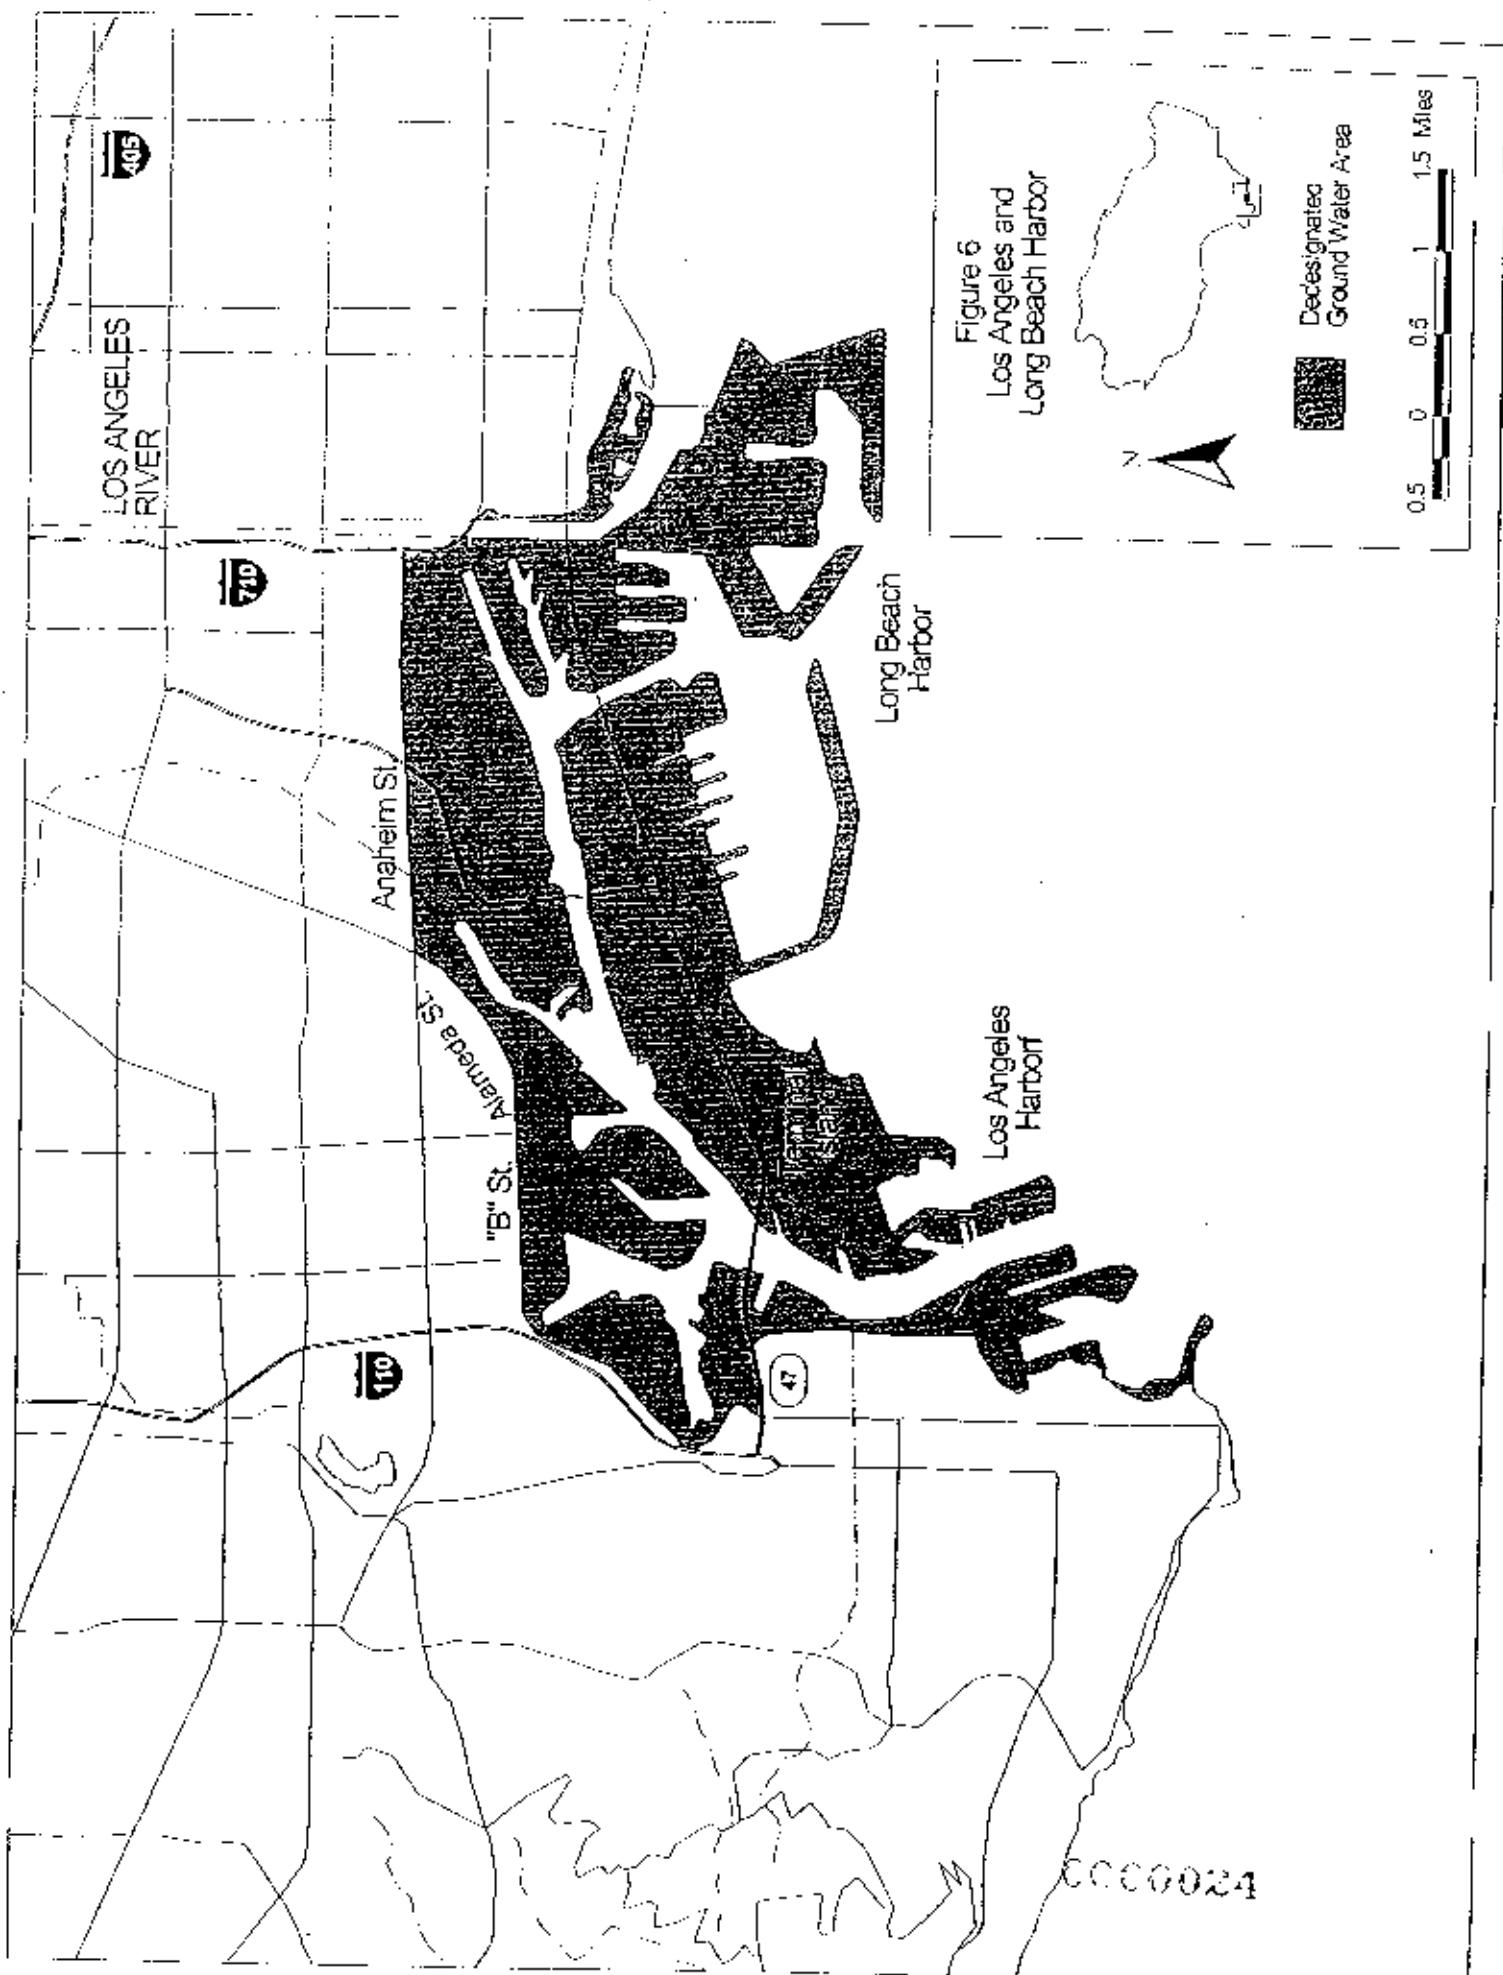 405
LOS ANGELES
RIVER
710
Anaheim St.
Alameda St.
"B" St.
110
47
Long Beach
Harbor
Los Angeles
Harbor
Figure 6
Los Angeles and
Long Beach Harbor
N
Dedesignated
Ground Water Area
0.5 0 0.5 1 1.5 Miles
0000024